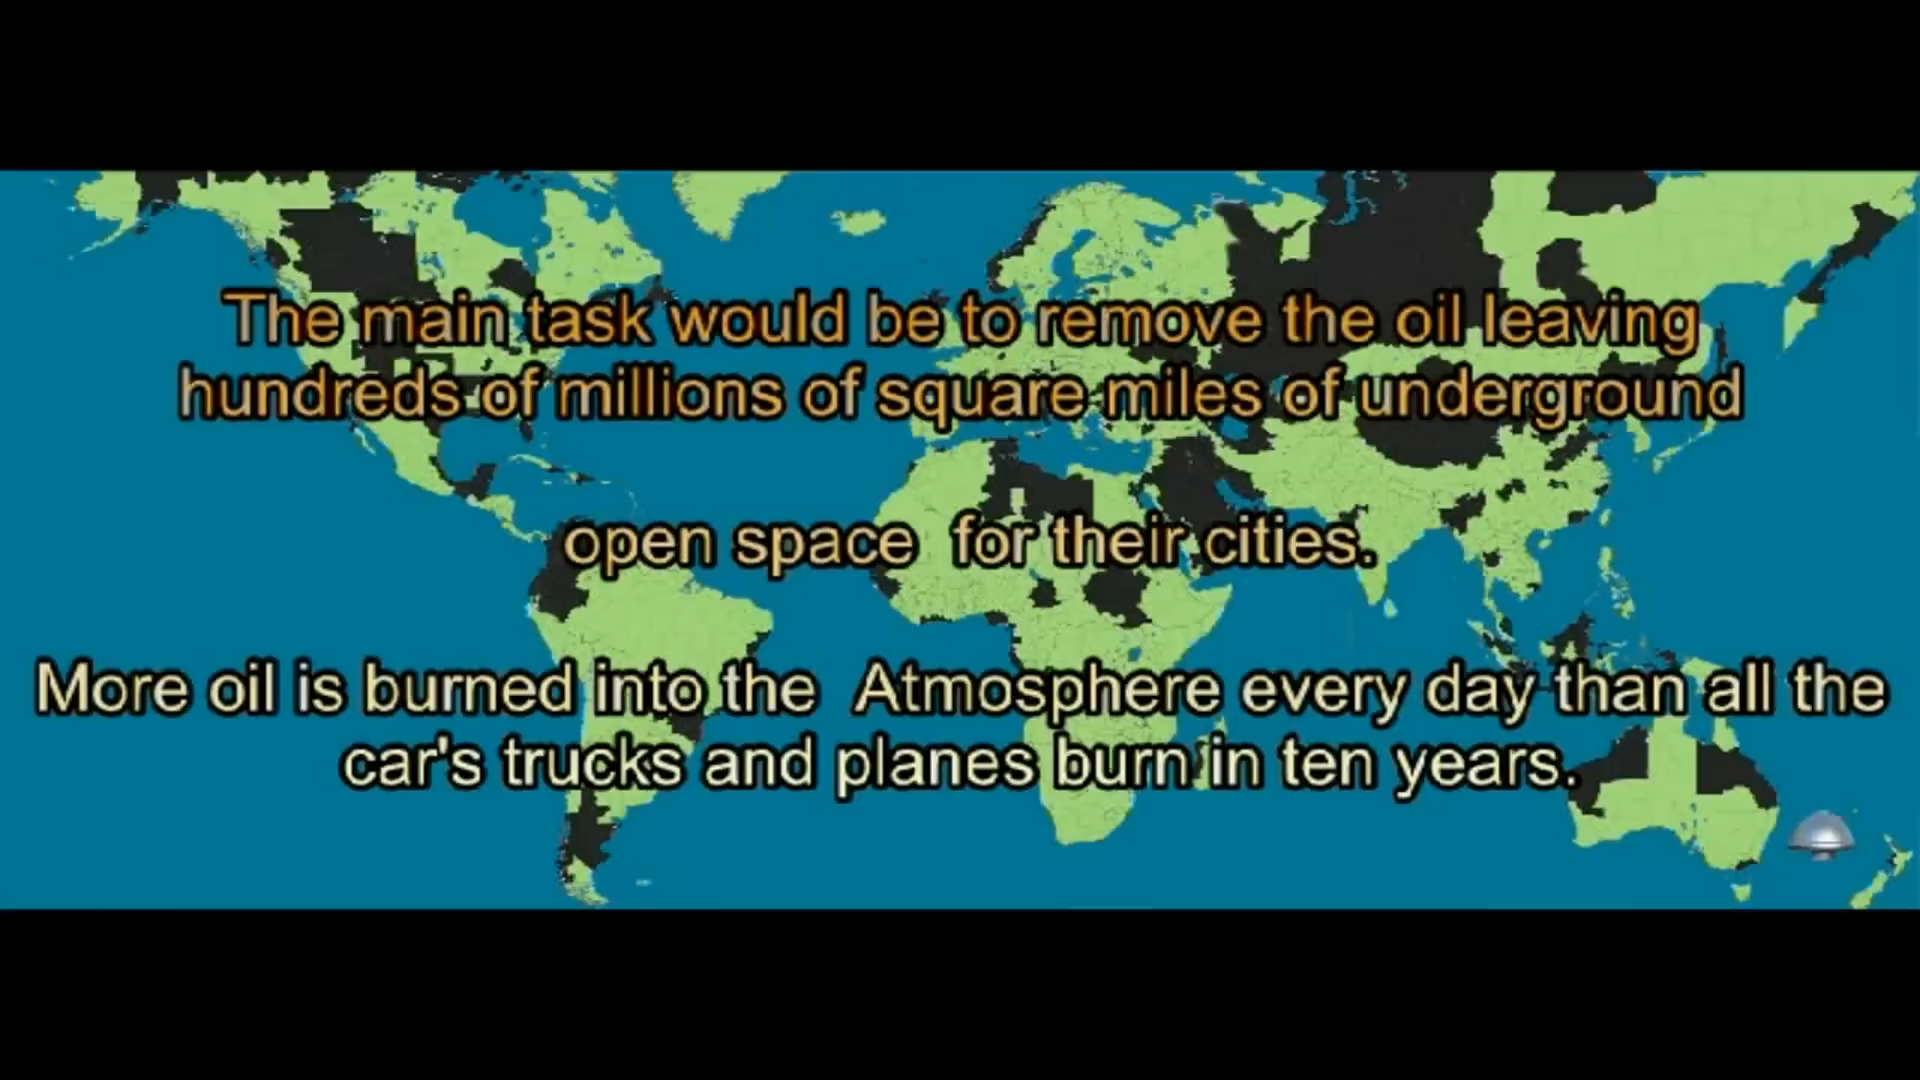 The main task would be to remove the oil leaving
hundreds of millions of square miles of underground
open space for their cities.
More oil is burned into the Atmosphere every day than all the
car's trucks and planes burn in ten years.